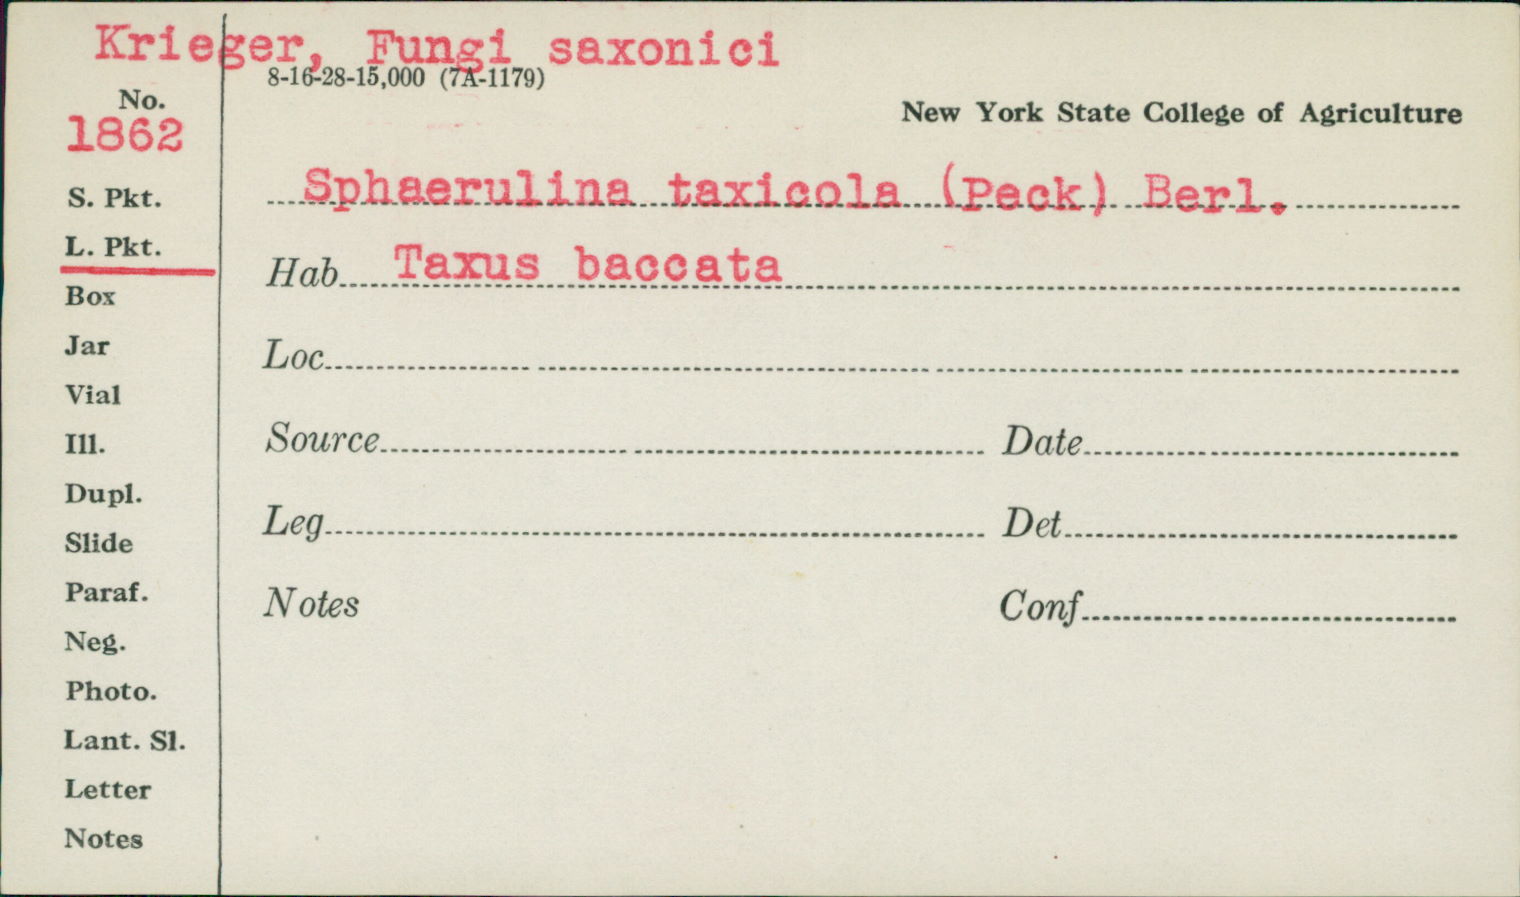 Krieger, Fungi saxonici
8-16-28-15,000 (7A-1179)
No.
1862
New York State College of Agriculture
Sphaerulina taxicola (Peck) Berl.
S. Pkt.
L. Pkt.
Hab Taxus baccata
Box
Jar
Loc
Vial
Ill.
Source Date
Dupl.
Slide
Leg Det
Paraf.
Notes Conf
Neg.
Photo.
Lant. Sl.
Letter
Notes